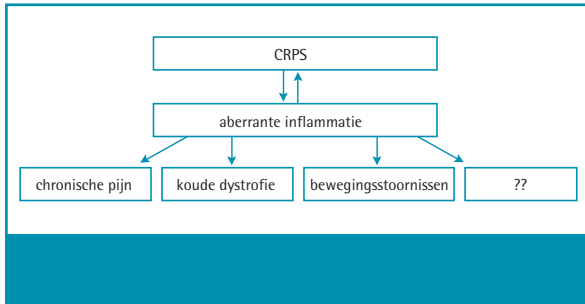 CRPS
aberrante inflammatie
chronische pijn
koude dystrofie
bewegingsstoornissen
??